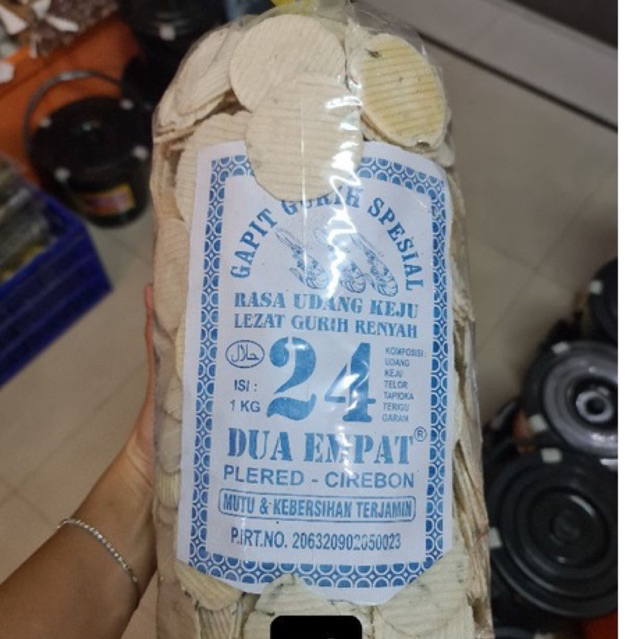 GAPIT GURIH SPESIAL
RASA UDANG KEJU
LEZAT GURIH RENYAH
حلال
ISI :
1 KG
24
KOMPOSISI :
UDANG
KEJU
TELOR
TAPIOKA
TERIGU
GARAM
DUA EMPAT®
PLERED - CIREBON
MUTU & KEBERSIHAN TERJAMIN
P.IRT.NO. 206320902050023